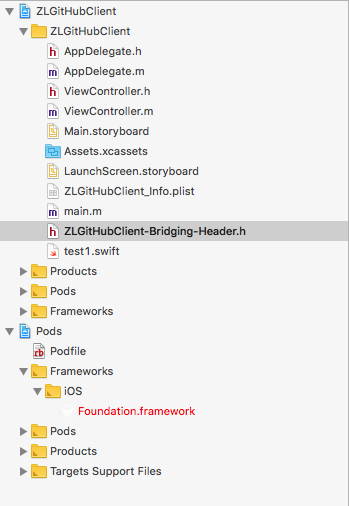 ZLGitHubClient
ZLGitHubClient
h AppDelegate.h
m AppDelegate.m
h ViewController.h
m ViewController.m
Main.storyboard
Assets.xcassets
LaunchScreen.storyboard
ZLGitHubClient_Info.plist
m main.m
h ZLGitHubClient-Bridging-Header.h
test1.swift
Products
Pods
Frameworks
Pods
rb Podfile
Frameworks
iOS
Foundation.framework
Pods
Products
Targets Support Files